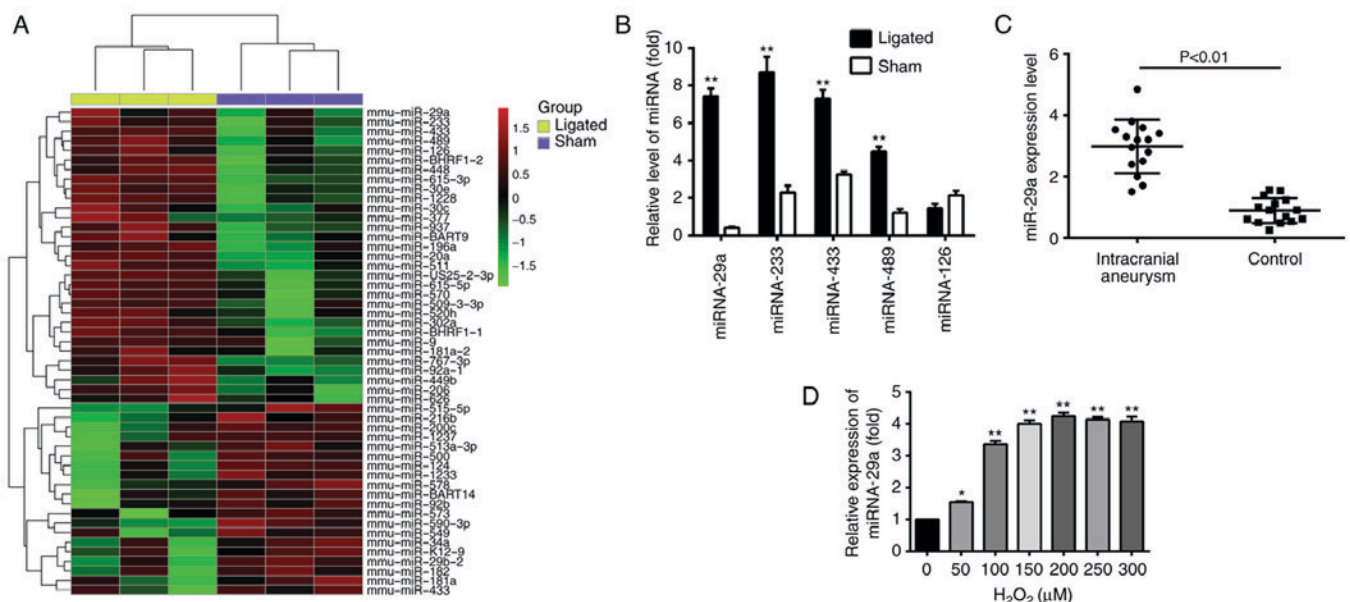 A
mmu-miR-29a
mmu-miR-233
mmu-miR-433
mmu-miR-489
mmu-miR-126
mmu-miR-BHRF1-2
mmu-miR-448
mmu-miR-615-3p
mmu-miR-30e
mmu-miR-1228
mmu-miR-30c
mmu-miR-377
mmu-miR-937
mmu-miR-BART9
mmu-miR-196a
mmu-miR-20a
mmu-miR-511
mmu-miR-US25-2-3p
mmu-miR-615-5p
mmu-miR-570
mmu-miR-509-3-3p
mmu-miR-520h
mmu-miR-302a
mmu-miR-BHRF1-1
mmu-miR-9
mmu-miR-181a-2
mmu-miR-767-3p
mmu-miR-92a-1
mmu-miR-449b
mmu-miR-206
mmu-miR-626
mmu-miR-515-5p
mmu-miR-216b
mmu-miR-200c
mmu-miR-1237
mmu-miR-513a-3p
mmu-miR-500
mmu-miR-124
mmu-miR-1233
mmu-miR-578
mmu-miR-BART14
mmu-miR-92b
mmu-miR-573
mmu-miR-590-3p
mmu-miR-549
mmu-miR-34a
mmu-miR-K12-9
mmu-miR-29b-2
mmu-miR-182
mmu-miR-181a
mmu-miR-433
Group
Ligated
Sham
1.5
1
0.5
0
-0.5
-1
-1.5
B
Relative level of miRNA (fold)
10
8
6
4
2
0
**
**
**
**
Ligated
Sham
miRNA-29a
miRNA-233
miRNA-433
miRNA-489
miRNA-126
C
miR-29a expression level
6
4
2
0
P<0.01
Intracranial
aneurysm
Control
D
Relative expression of
miRNA-29a (fold)
5
4
3
2
1
0
*
**
**
**
**
**
0 50 100 150 200 250 300
H₂O₂ (μM)